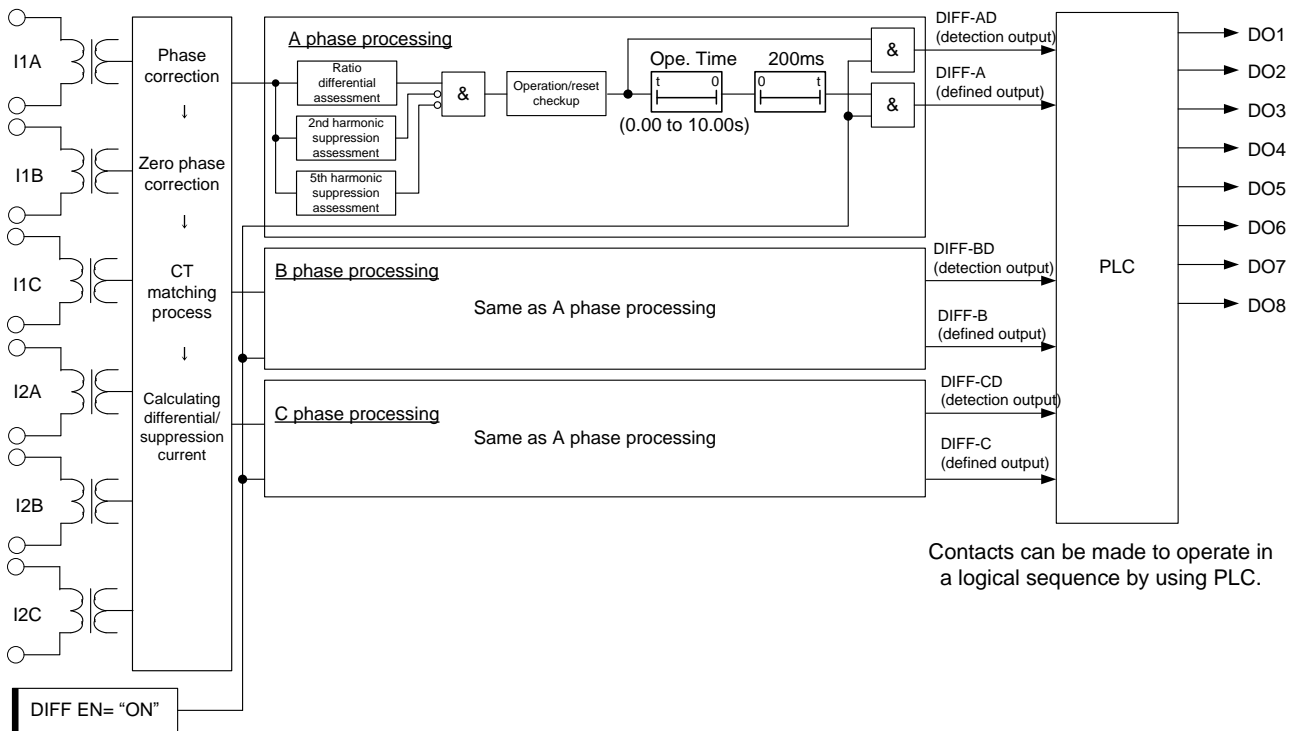 I1A
I1B
I1C
I2A
I2B
I2C
Phase
correction
↓
Zero phase
correction
↓
CT
matching
process
↓
Calculating
differential/
suppression
current
DIFF EN= “ON”
A phase processing
Ratio
differential
assessment
2nd harmonic
suppression
assessment
5th harmonic
suppression
assessment
&
Operation/reset
checkup
Ope. Time
t 0
(0.00 to 10.00s)
200ms
0 t
&
&
B phase processing
Same as A phase processing
C phase processing
Same as A phase processing
DIFF-AD
(detection output)
DIFF-A
(defined output)
DIFF-BD
(detection output)
DIFF-B
(defined output)
DIFF-CD
(detection output)
DIFF-C
(defined output)
PLC
DO1
DO2
DO3
DO4
DO5
DO6
DO7
DO8
Contacts can be made to operate in
a logical sequence by using PLC.